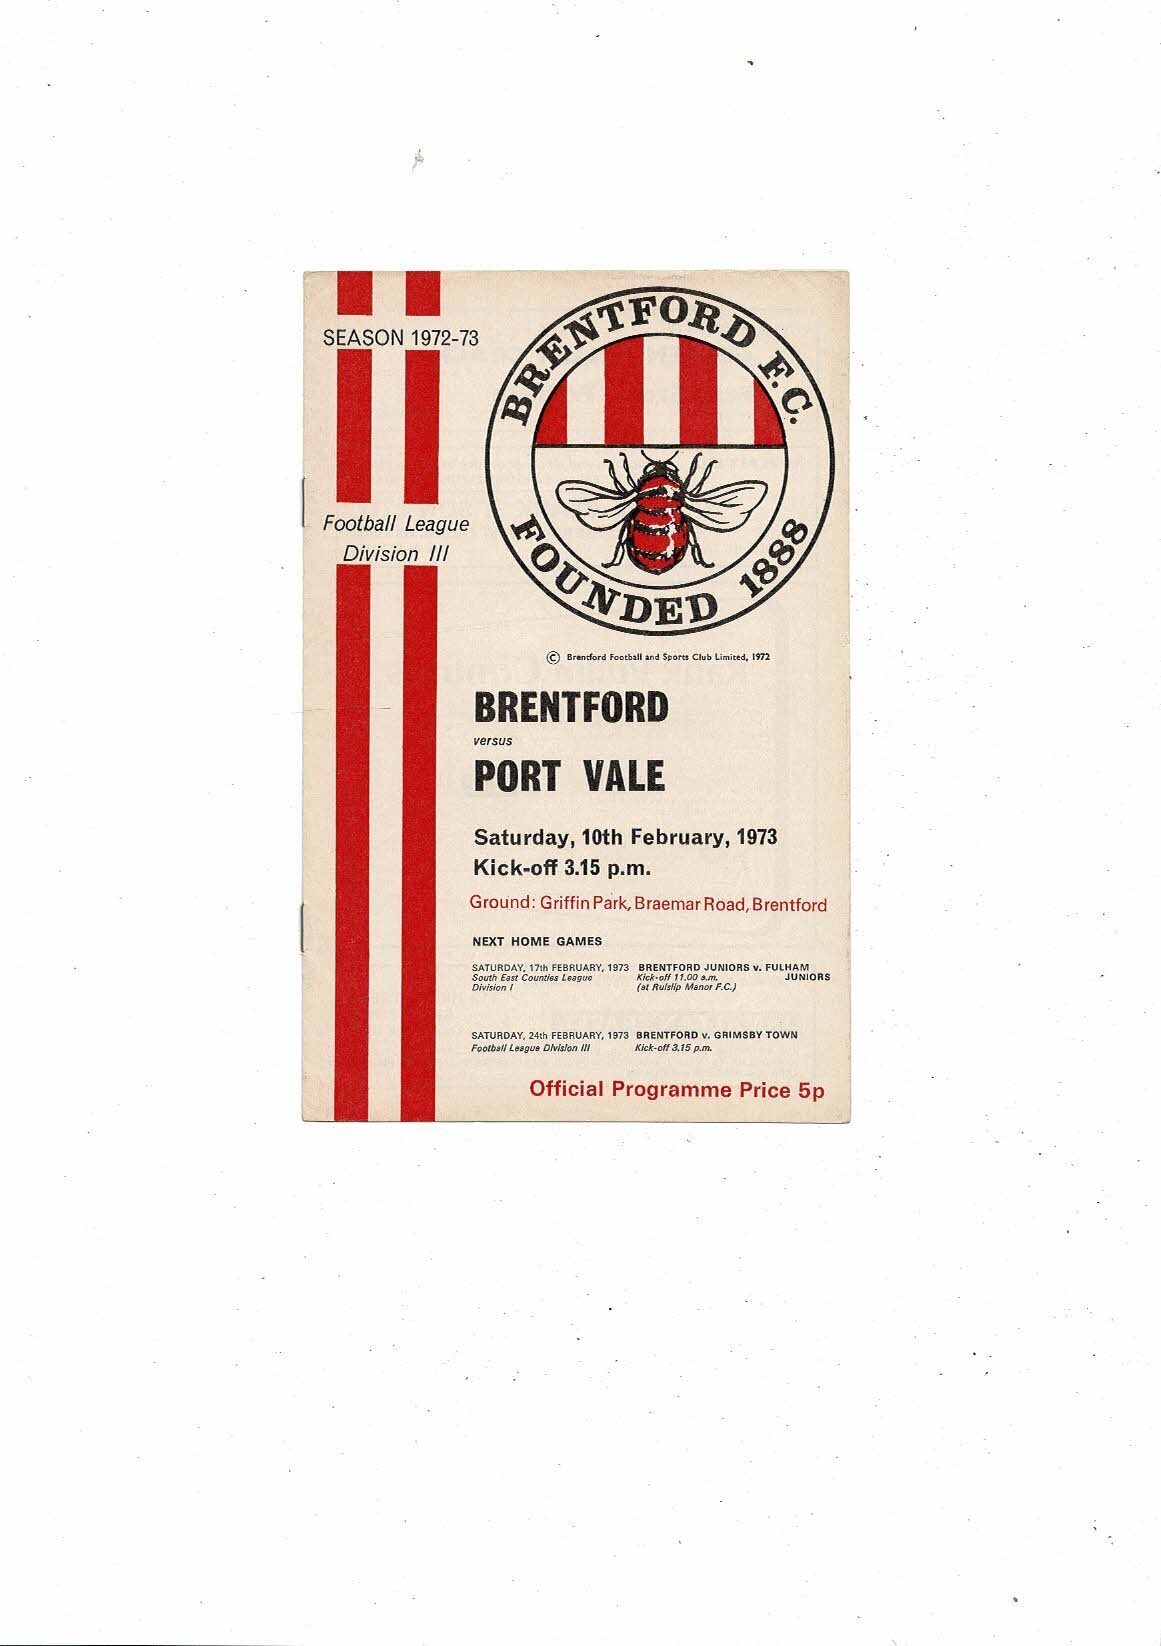 SEASON 1972-73
BRENTFORD F.C.
FOUNDED 1888
Football League
Division III
© Brentford Football and Sports Club Limited, 1972
BRENTFORD
versus
PORT VALE
Saturday, 10th February, 1973
Kick-off 3.15 p.m.
Ground: Griffin Park, Braemar Road, Brentford
NEXT HOME GAMES
SATURDAY, 17th FEBRUARY, 1973 BRENTFORD JUNIORS v. FULHAM
South East Counties League Kick-off 11.00 a.m. JUNIORS
Division I (at Ruislip Manor F.C.)
SATURDAY, 24th FEBRUARY, 1973 BRENTFORD v. GRIMSBY TOWN
Football League Division III Kick-off 3.15 p.m.
Official Programme Price 5p